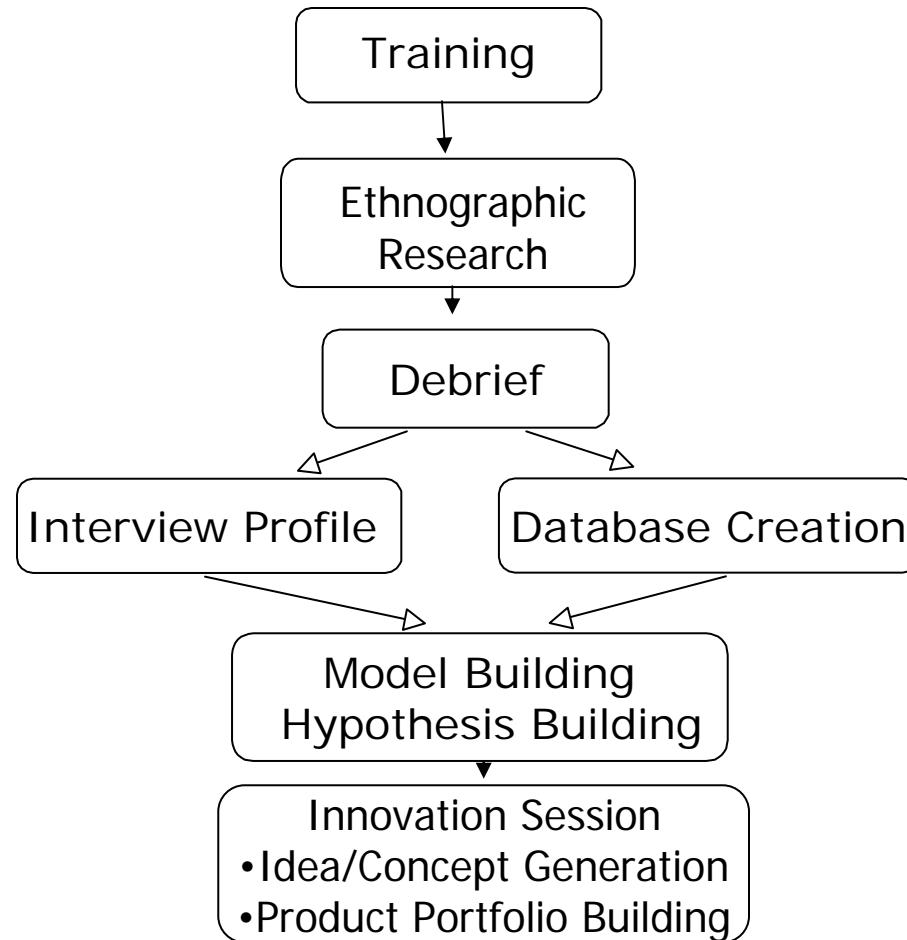 Training
Ethnographic
Research
Debrief
Interview Profile
Database Creation
Model Building
Hypothesis Building
Innovation Session
•Idea/Concept Generation
•Product Portfolio Building